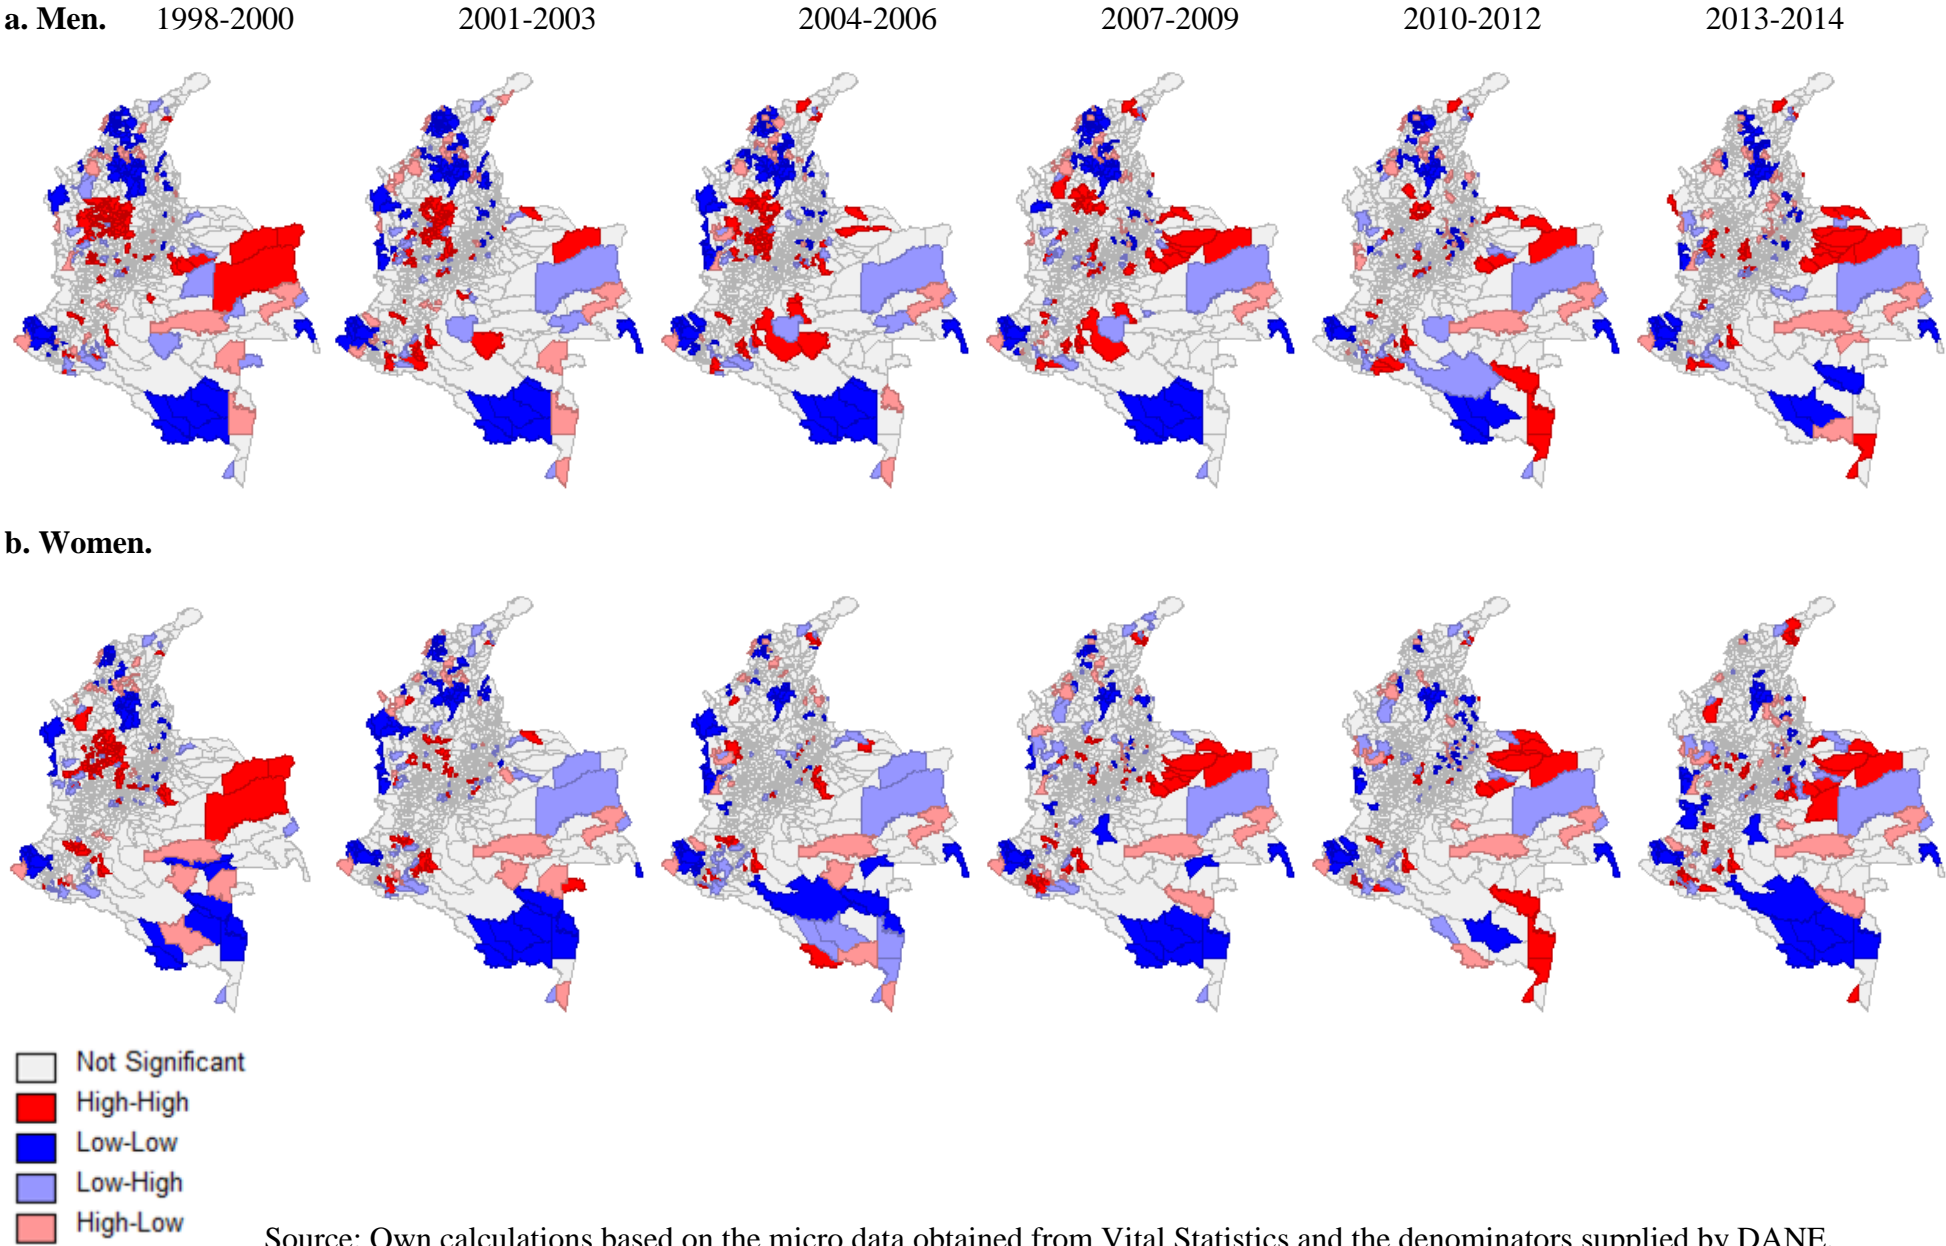 a. Men. 1998-2000 2001-2003 2004-2006 2007-2009 2010-2012 2013-2014
b. Women.
Not Significant
High-High
Low-Low
Low-High
High-Low
Source: Own calculations based on the micro data obtained from Vital Statistics and the denominators supplied by DANE